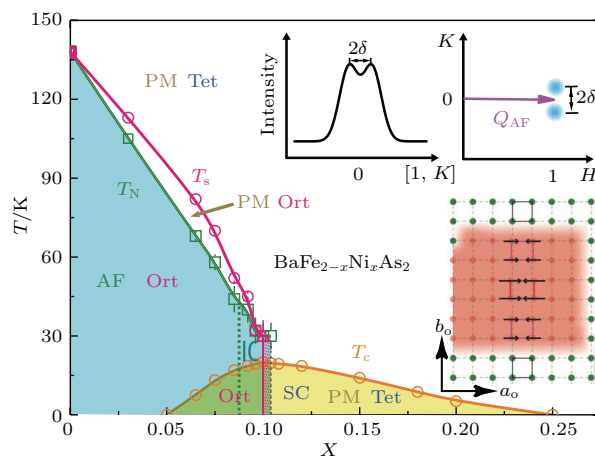 150
120
90
60
30
0
T/K
0
0.05
0.10
0.15
0.20
0.25
X
PM Tet
T_s
T_N
PM Ort
AF Ort
IC
BaFe_{2−x}Ni_xAs_2
T_c
Ort
SC
PM Tet
Intensity
2δ
0
[1, K]
K
0
Q_AF
2δ
1
H
b_o
a_o